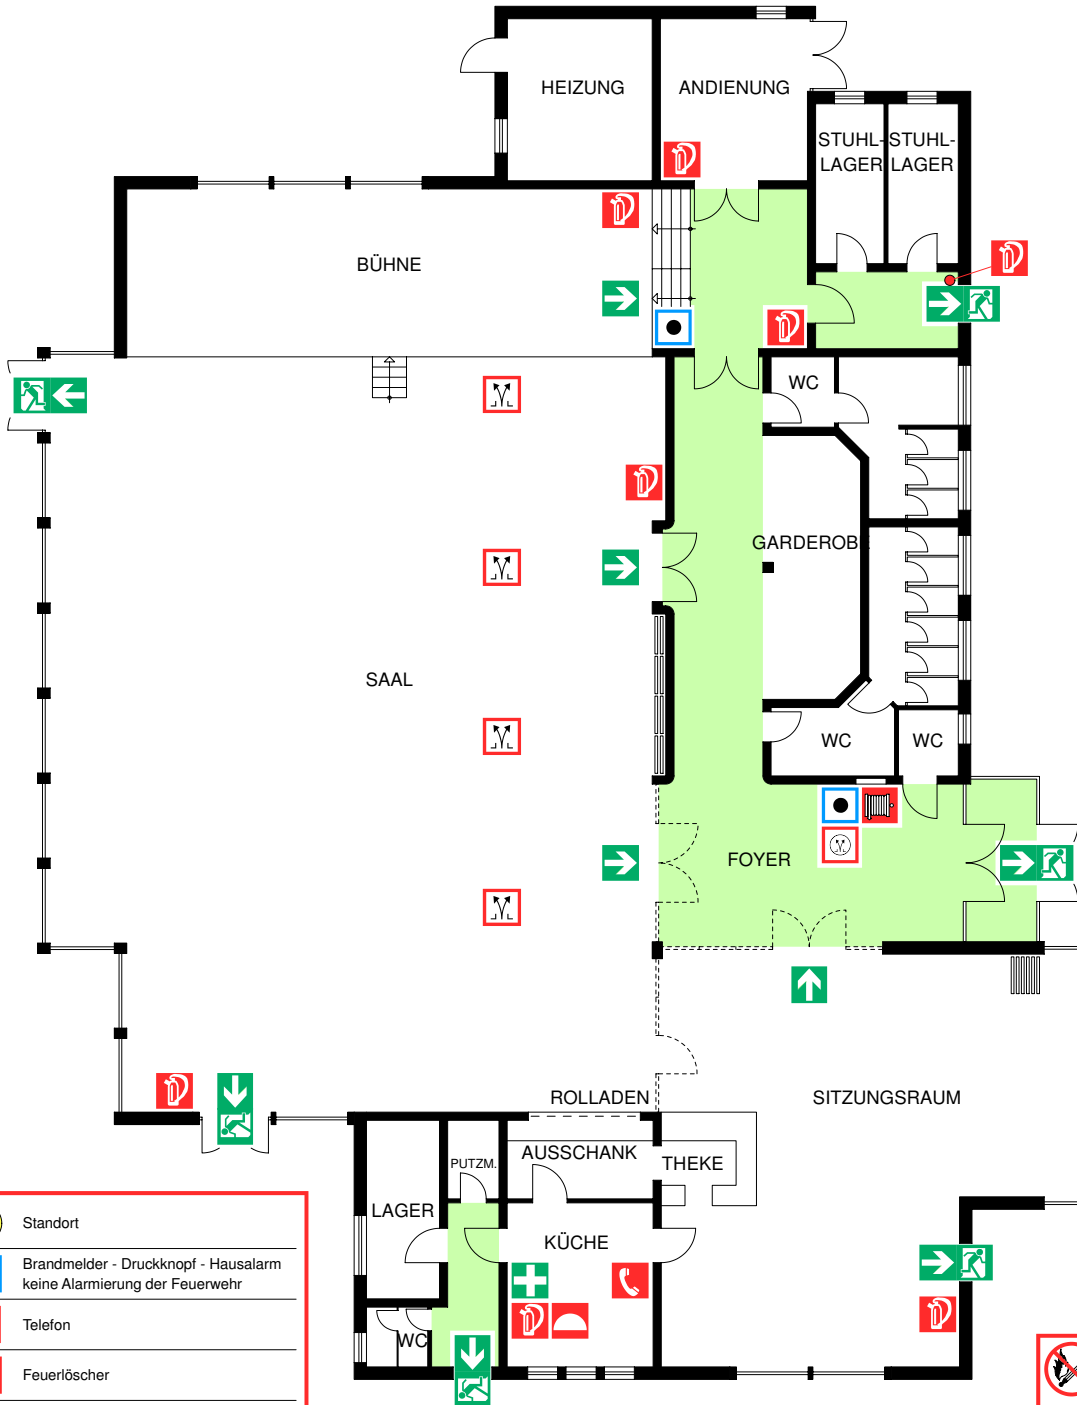 HEIZUNG
ANDIENUNG
STUHL-
LAGER
STUHL-
LAGER
BÜHNE
WC
GARDEROBE
SAAL
WC
WC
FOYER
ROLLADEN
SITZUNGSRAUM
AUSSCHANK
THEKE
PUTZM.
LAGER
KÜCHE
WC
Standort
Brandmelder - Druckknopf - Hausalarm
keine Alarmierung der Feuerwehr
Telefon
Feuerlöscher